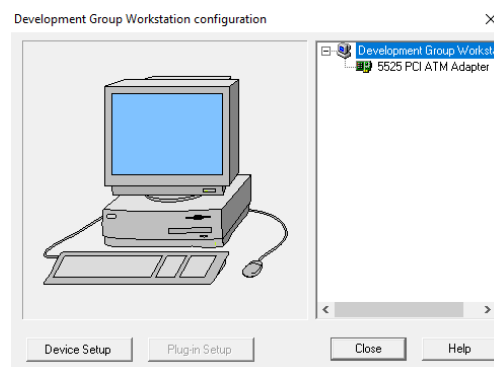 Development Group Workstation configuration
Development Group Workst
5525 PCI ATM Adapter
Device Setup
Plug-in Setup
Close
Help